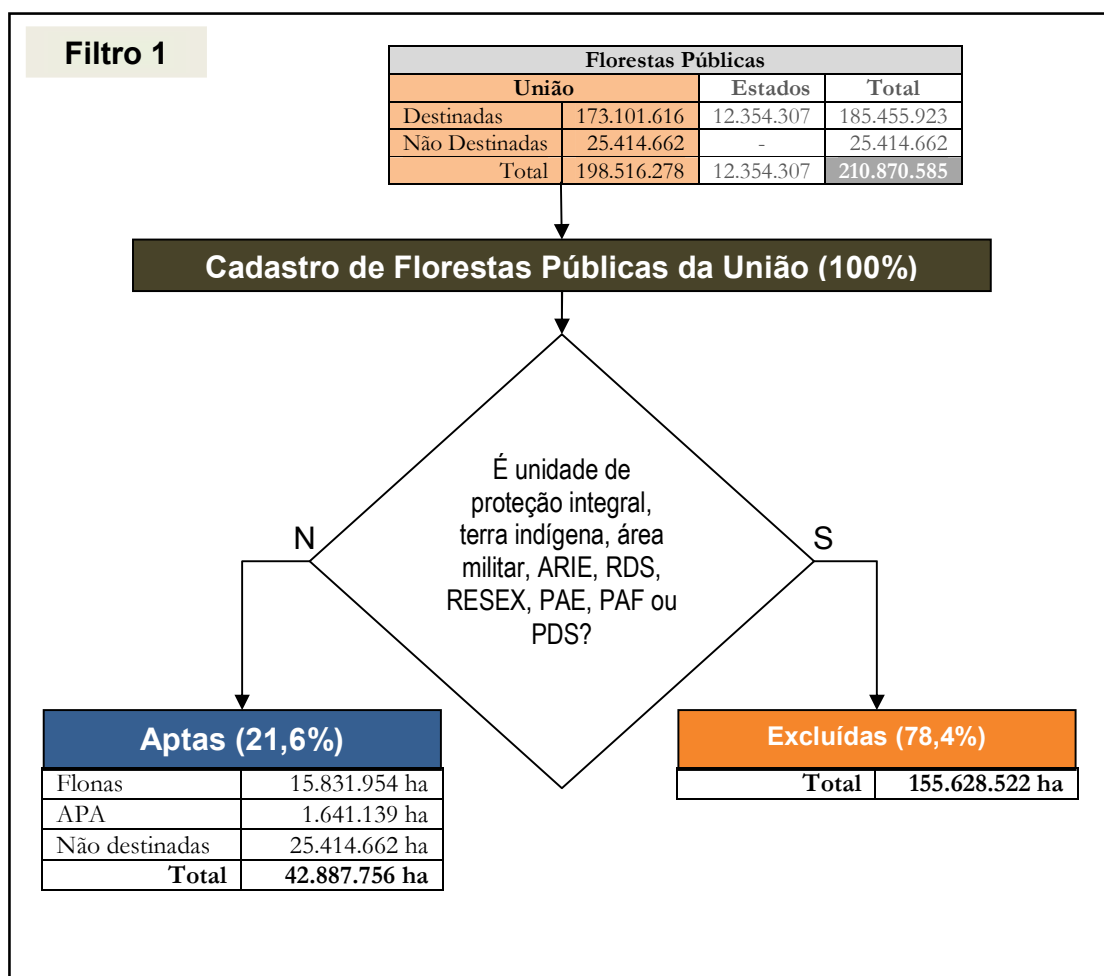 Filtro 1
Florestas Públicas
União Estados Total
Destinadas 173.101.616 12.354.307 185.455.923
Não Destinadas 25.414.662 - 25.414.662
Total 198.516.278 12.354.307 210.870.585
Cadastro de Florestas Públicas da União (100%)
É unidade de
proteção integral,
terra indígena, área
militar, ARIE, RDS,
RESEX, PAE, PAF ou
PDS?
N
S
Aptas (21,6%)
Flonas 15.831.954 ha
APA 1.641.139 ha
Não destinadas 25.414.662 ha
Total 42.887.756 ha
Excluídas (78,4%)
Total 155.628.522 ha